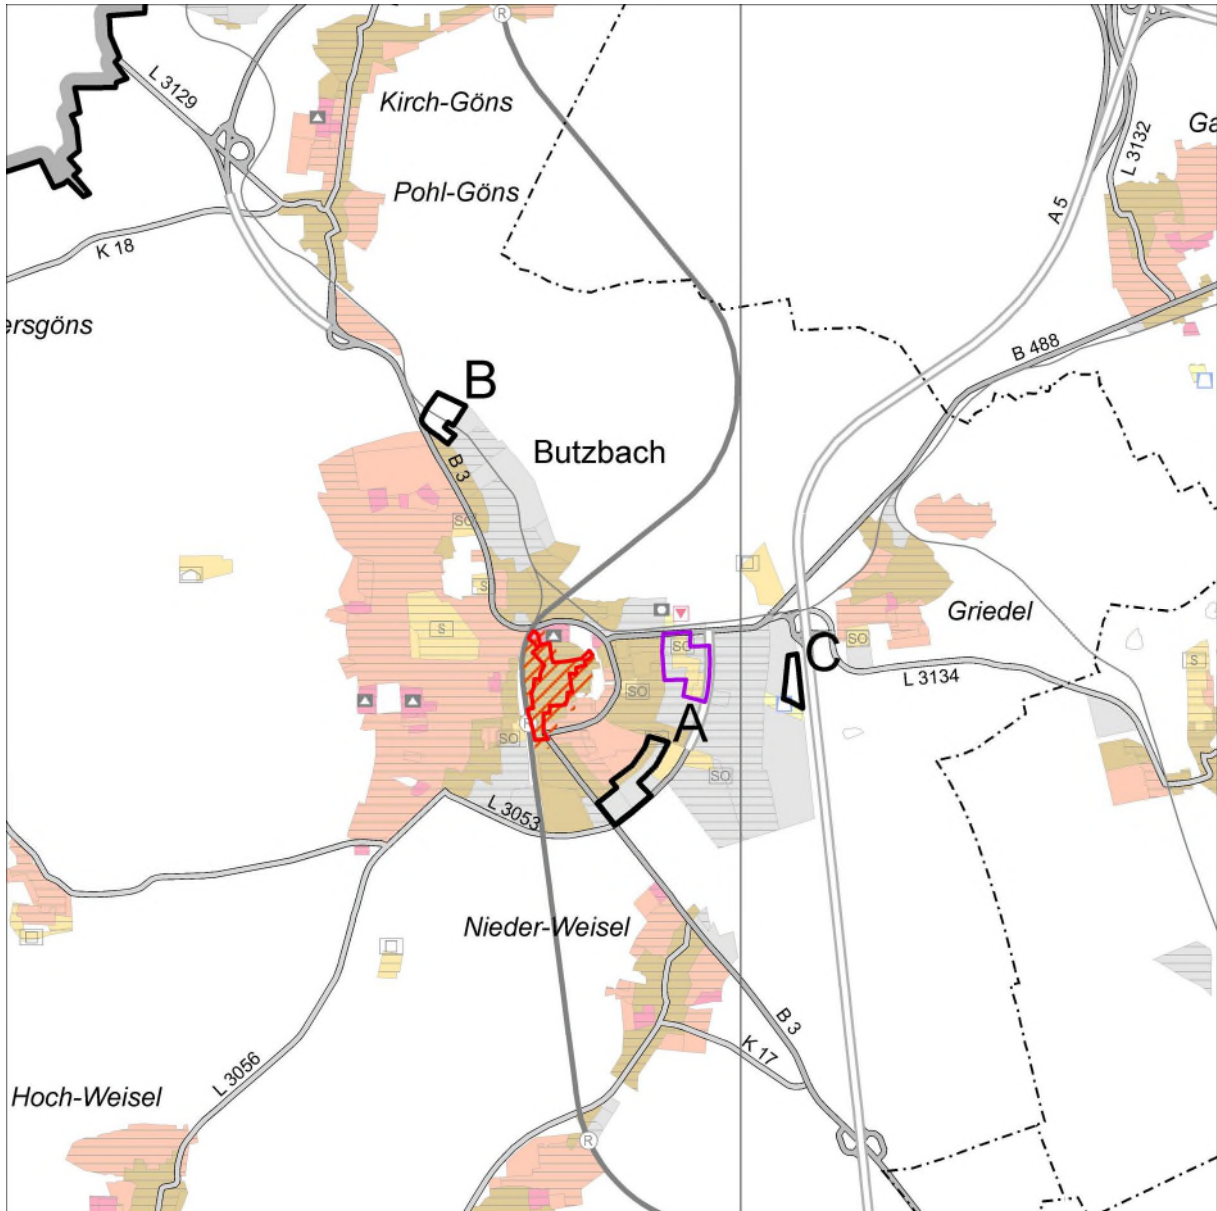 R
L 3129
Kirch-Göns
L 3132
Ga
Pohl-Göns
A 5
K 18
ersgöns
B 488
B
Butzbach
B 3
SO
S
Griedel
S
SO
SO
C
S
L 3134
SO
A
R
SO
SO
L 3053
Nieder-Weisel
B 3
K 17
L 3056
Hoch-Weisel
R